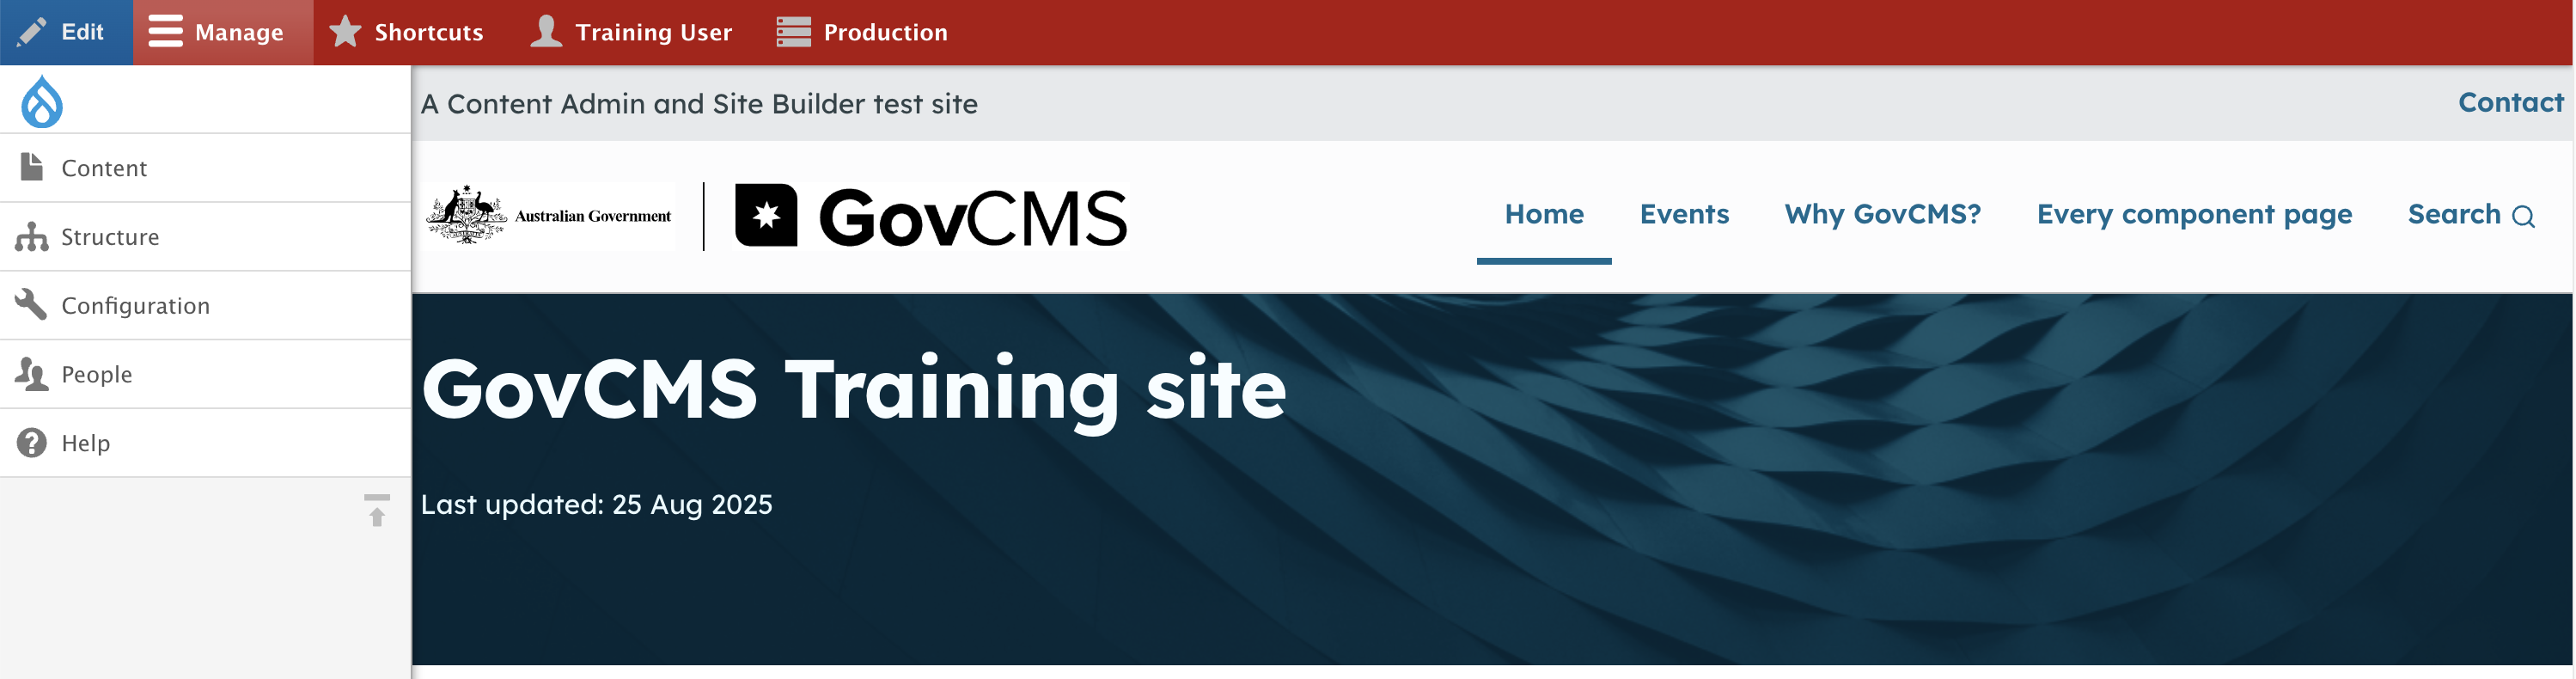 Edit Manage Shortcuts Training User Production
A Content Admin and Site Builder test site Contact
Content
Structure
Configuration
People
Help
Australian Government GovCMS Home Events Why GovCMS? Every component page Search
GovCMS Training site
Last updated: 25 Aug 2025